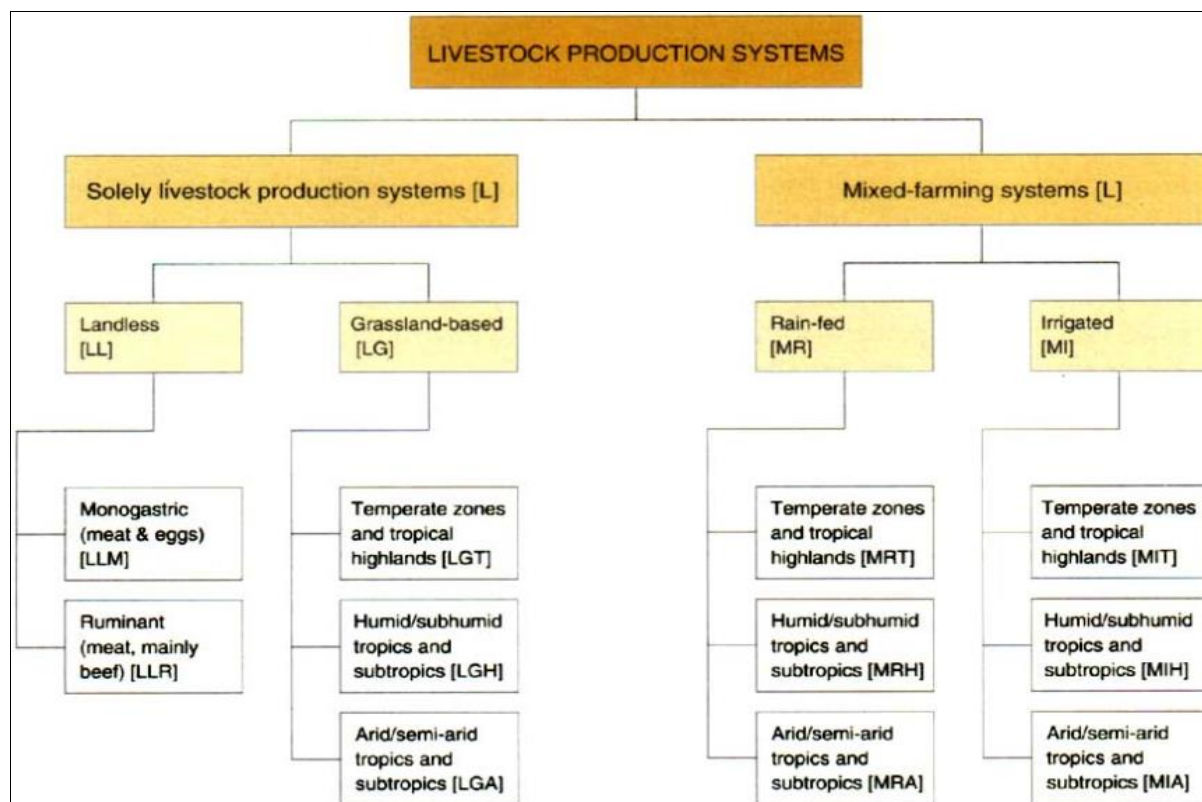 LIVESTOCK PRODUCTION SYSTEMS
Solely lívestock production systems [L]
Mixed-farming systems [L]
Landless
[LL]
Grassland-based
[LG]
Rain-fed
[MR]
Irrigated
[MI]
Monogastric
(meat & eggs)
[LLM]
Temperate zones
and tropical
highlands [LGT]
Temperate zones
and tropical
highlands [MRT]
Temperate zones
and tropical
highlands [MIT]
Ruminant
(meat, mainly
beef) [LLR]
Humid/subhumid
tropics and
subtropics [LGH]
Humid/subhumid
tropics and
subtropics [MRH]
Humid/subhumid
tropics and
subtropics [MIH]
Arid/semi-arid
tropics and
subtropics [LGA]
Arid/semi-arid
tropics and
subtropics [MRA]
Arid/semi-arid
tropics and
subtropics [MIA]